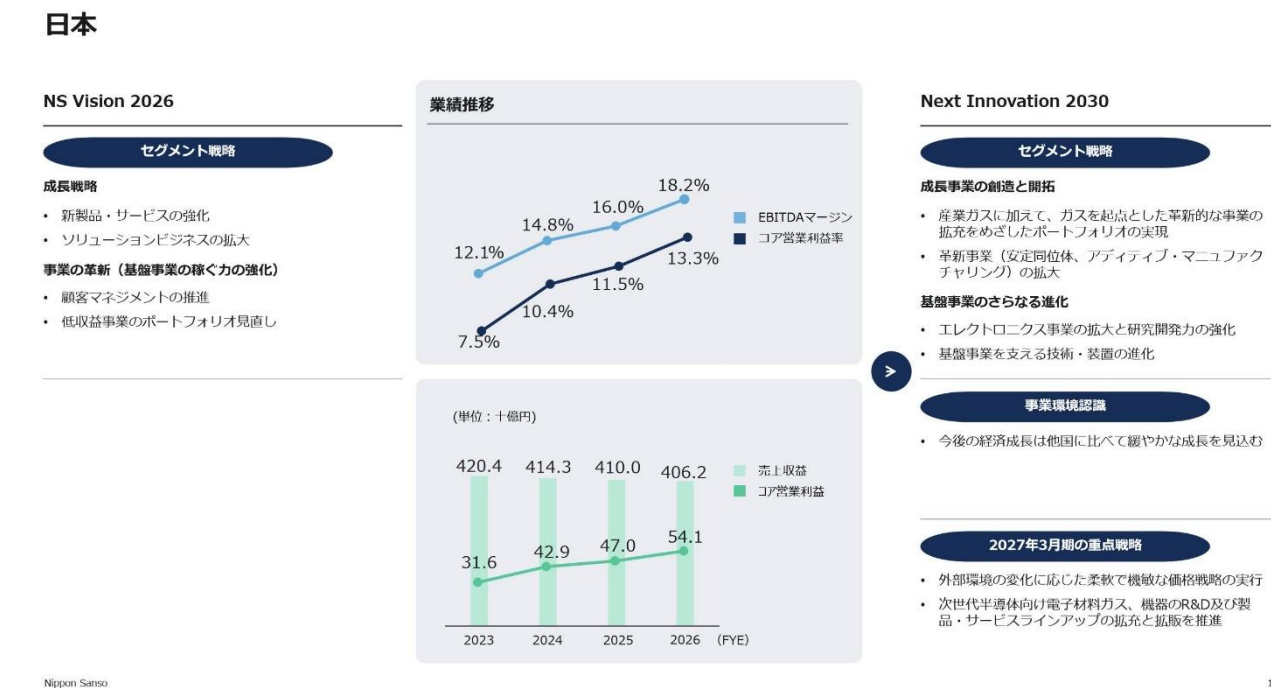 日本
NS Vision 2026
セグメント戦略
成長戦略
• 新製品・サービスの強化
• ソリューションビジネスの拡大
事業の革新（基盤事業の稼ぐ力の強化）
• 顧客マネジメントの推進
• 低収益事業のポートフォリオ見直し
業績推移
18.2%
16.0%
14.8%
12.1%
EBITDAマージン
コア営業利益率
13.3%
11.5%
10.4%
7.5%
(単位：十億円)
420.4 414.3 410.0 406.2
売上収益
コア営業利益
31.6 42.9 47.0 54.1
2023 2024 2025 2026 (FYE)
Next Innovation 2030
セグメント戦略
成長事業の創造と開拓
• 産業ガスに加えて、ガスを起点とした革新的な事業の
拡充をめざしたポートフォリオの実現
• 革新事業（安定同位体、アディティブ・マニュファク
チャリング）の拡大
基盤事業のさらなる進化
• エレクトロニクス事業の拡大と研究開発力の強化
• 基盤事業を支える技術・装置の進化
事業環境認識
• 今後の経済成長は他国に比べて緩やかな成長を見込む
2027年3月期の重点戦略
• 外部環境の変化に応じた柔軟で機敏な価格戦略の実行
• 次世代半導体向け電子材料ガス、機器のR&D及び製
品・サービスラインアップの拡充と拡販を推進
Nippon Sanso